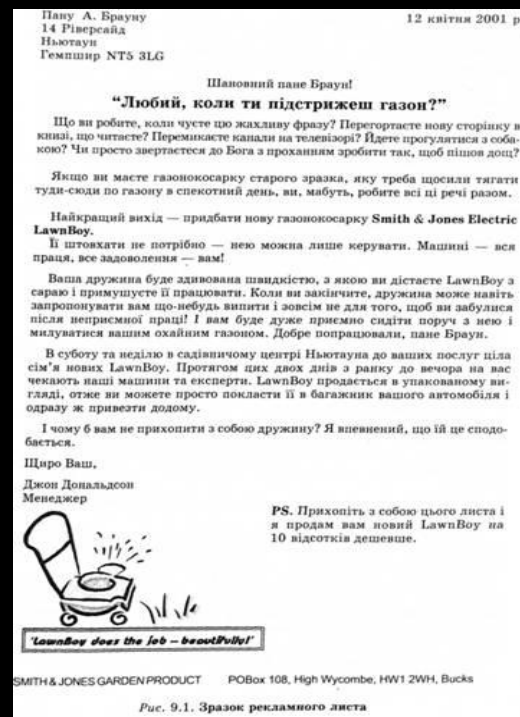 Пану А. Брауну
12 квітня 2001 р
14 Ріверсайд
Ньютаун
Гемпшир NT5 3LG
Шановний пане Браун!
“Любий, коли ти підстрижеш газон?”
Що ви робите, коли чуєте цю жахливу фразу? Перегортаєте нову сторінку в
книзі, що читаєте? Перемикаєте канали на телевізорі? Йдете прогулятися з соба-
кою? Чи просто звертаєтеся до Бога з проханням зробити так, щоб пішов дощ?
Якщо ви маєте газонокосарку старого зразка, яку треба щосили тягати
туди-сюди по газону в спекотний день, ви, мабуть, робите всі ці речі разом.
Найкращий вихід — придбати нову газонокосарку Smith & Jones Electric
LawnBoy.
Її штовхати не потрібно — нею можна лише керувати. Машині — вся
праця, все задоволення — вам!
Ваша дружина буде здивована швидкістю, з якою ви дістаєте LawnBoy з
сараю і примушуєте її працювати. Коли ви закінчите, дружина може навіть
запропонувати вам що-небудь випити і зовсім не для того, щоб ви забулися
після неприємної праці! І вам буде дуже приємно сидіти поруч з нею і
милуватися вашим охайним газоном. Добре попрацювали, пане Браун.
В суботу та неділю в садівничому центрі Ньютауна до ваших послуг ціла
сім’я нових LawnBoy. Протягом цих двох днів з ранку до вечора на вас
чекають наші машини та експерти. LawnBoy продається в упакованому ви-
гляді, отже ви можете просто покласти її в багажник вашого автомобіля і
одразу ж привезти додому.
І чому б вам не прихопити з собою дружину? Я впевнений, що їй це сподо-
бається.
Щиро Ваш,
Джон Дональдсон
Менеджер
PS. Прихопіть з собою цього листа і
я продам вам новий LawnBoy на
10 відсотків дешевше.
'LawnBoy does the job – beautifully!'
SMITH & JONES GARDEN PRODUCT POBox 108, High Wycombe, HW1 2WH, Bucks
Рис. 9.1. Зразок рекламного листа